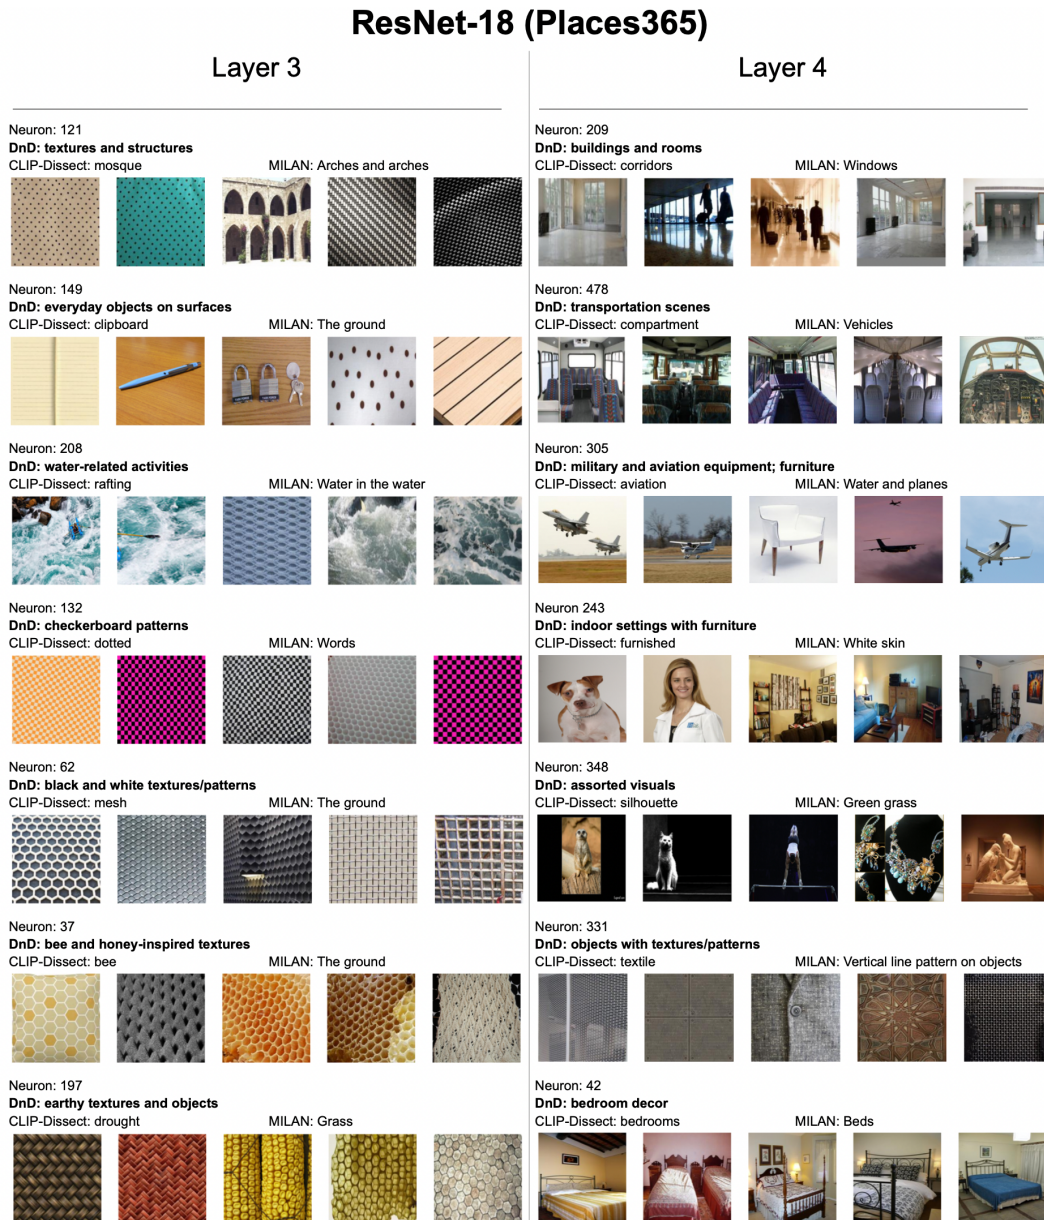 ResNet-18 (Places365)
Layer 3
Neuron: 121
DnD: textures and structures
CLIP-Dissect: mosque MILAN: Arches and arches
Neuron: 149
DnD: everyday objects on surfaces
CLIP-Dissect: clipboard MILAN: The ground
Neuron: 208
DnD: water-related activities
CLIP-Dissect: rafting MILAN: Water in the water
Neuron: 132
DnD: checkerboard patterns
CLIP-Dissect: dotted MILAN: Words
Neuron: 62
DnD: black and white textures/patterns
CLIP-Dissect: mesh MILAN: The ground
Neuron: 37
DnD: bee and honey-inspired textures
CLIP-Dissect: bee MILAN: The ground
Neuron: 197
DnD: earthy textures and objects
CLIP-Dissect: drought MILAN: Grass
Layer 4
Neuron: 209
DnD: buildings and rooms
CLIP-Dissect: corridors MILAN: Windows
Neuron: 478
DnD: transportation scenes
CLIP-Dissect: compartment MILAN: Vehicles
Neuron: 305
DnD: military and aviation equipment; furniture
CLIP-Dissect: aviation MILAN: Water and planes
Neuron 243
DnD: indoor settings with furniture
CLIP-Dissect: furnished MILAN: White skin
Neuron: 348
DnD: assorted visuals
CLIP-Dissect: silhouette MILAN: Green grass
Neuron: 331
DnD: objects with textures/patterns
CLIP-Dissect: textile MILAN: Vertical line pattern on objects
Neuron: 42
DnD: bedroom decor
CLIP-Dissect: bedrooms MILAN: Beds